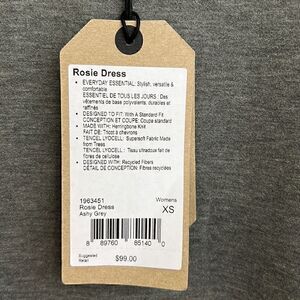 Rosie Dress
• EVERYDAY ESSENTIAL: Stylish, versatile &
comfortable
ESSENTIEL DE TOUS LES JOURS : Des
vêtements de base polyvalents, durables et
raffinés
• DESIGNED TO FIT: With A Standard Fit
CONCEPTION ET COUPE: Coupe standard
• MADE WITH: Herringbone Knit
FAIT DE: Tricot à chevrons
• TENCEL LYOCELL: Supersoft Fabric Made
from Trees
TENCEL LYOCELL : Tissu ultradoux fait de
fibres de cellulose
• DESIGNED WITH: Recycled Fibers
DÉTAIL DE CONCEPTION: Fibres recyclées
1963451 Womens
Rosie Dress XS
Ashy Grey
8 89760 85140 0
Suggested
Retail $99.00